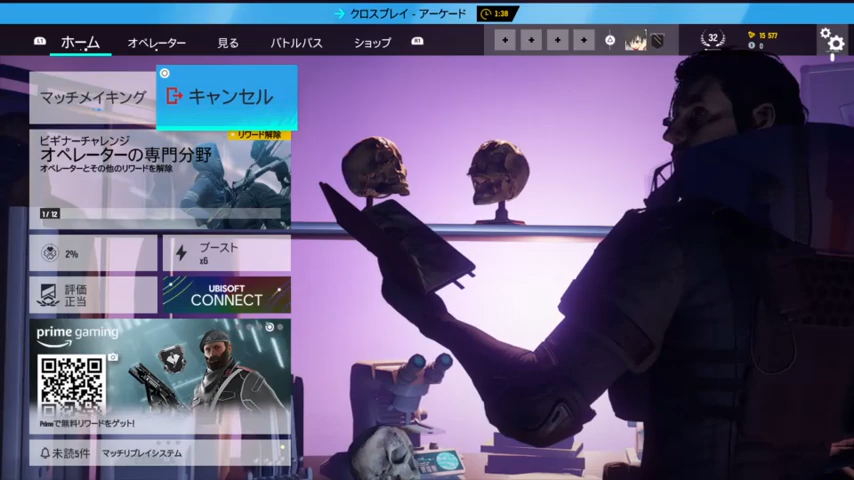 クロスプレイ - アーケード 1:38
L1 ホーム オペレーター 見る バトルパス ショップ R1
32
15 577
0
マッチメイキング キャンセル
ビギナーチャレンジ リワード解除
オペレーターの専門分野
オペレーターとその他のリワードを解除
1 / 12
2% ブースト
x6
評価
正当
UBISOFT
CONNECT
prime gaming
Primeで無料リワードをゲット!
未読5件 マッチリプレイシステム